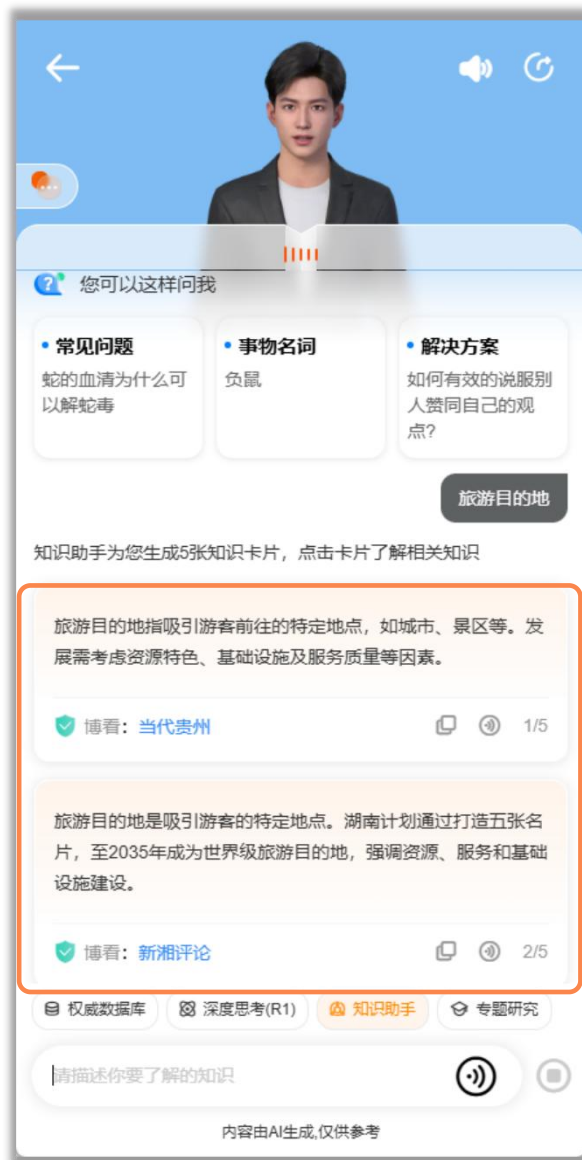 您可以这样问我
常见问题
蛇的血清为什么可
以解蛇毒
事物名词
负鼠
解决方案
如何有效的说服别
人赞同自己的观
点?
旅游目的地
知识助手为您生成5张知识卡片，点击卡片了解相关知识
旅游目的地指吸引游客前往的特定地点，如城市、景区等。发
展需考虑资源特色、基础设施及服务质量等因素。
博看：当代贵州
1/5
旅游目的地是吸引游客的特定地点。湖南计划通过打造五张名
片，至2035年成为世界级旅游目的地，强调资源、服务和基础
设施建设。
博看：新湘评论
2/5
权威数据库
深度思考(R1)
知识助手
专题研究
请描述你要了解的知识
内容由AI生成,仅供参考